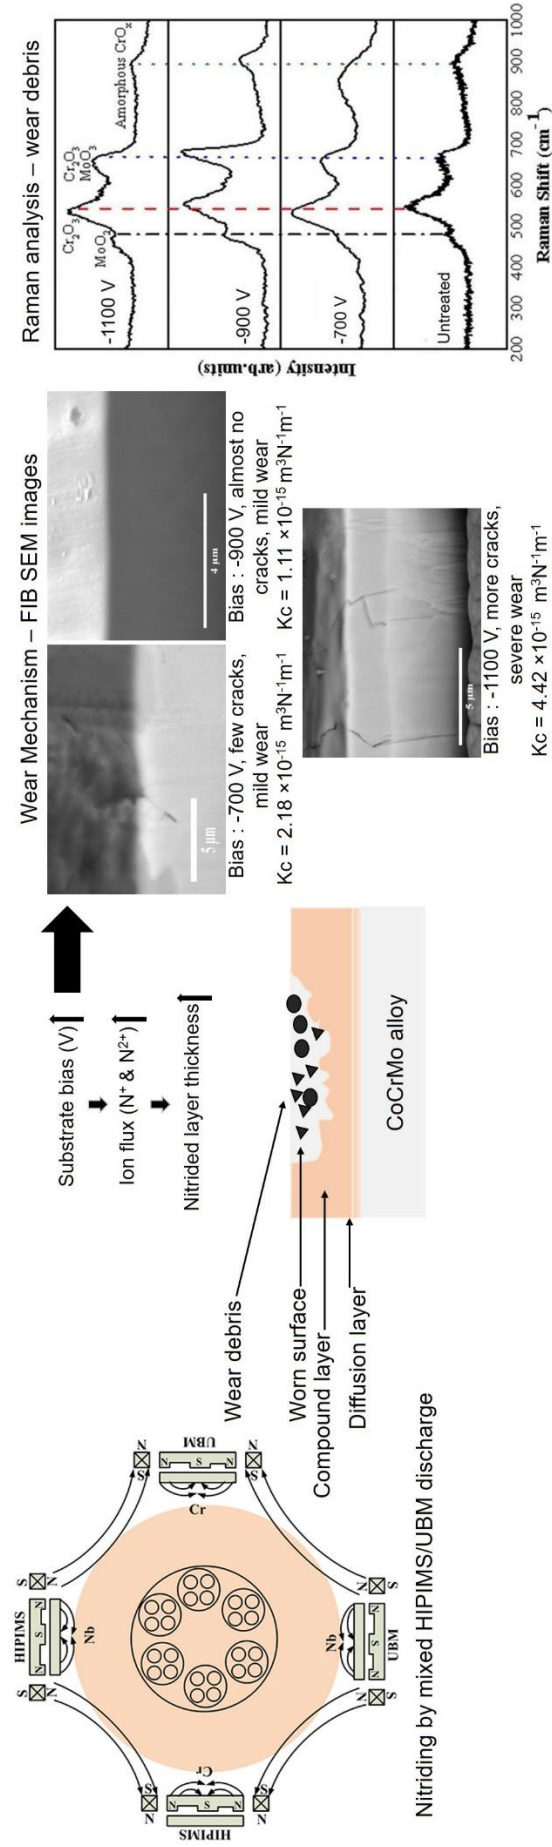 Nitriding by mixed HIPIMS/UBM discharge
HIPIMS
N
S
N
Nb
S
N
S
N
UBM
N
S
N
Cr
N
S
N
S
HIPIMS
N
S
N
Cr
S
N
S
N
UBM
N
S
N
Nb
S
N
S
N
Substrate bias (V)
Ion flux (N⁺ & N²⁺)
Nitrided layer thickness
Wear debris
Worn surface
Compound layer
Diffusion layer
CoCrMo alloy
Wear Mechanism – FIB SEM images
5 μm
Bias : -700 V, few cracks,
mild wear
Kc = 2.18 ×10⁻¹⁵ m³N⁻¹m⁻¹
4 μm
Bias : -900 V, almost no
cracks, mild wear
Kc = 1.11 ×10⁻¹⁵ m³N⁻¹m⁻¹
5 μm
Bias : -1100 V, more cracks,
severe wear
Kc = 4.42 ×10⁻¹⁵ m³N⁻¹m⁻¹
Raman analysis – wear debris
Intensity (arb.units)
-1100 V
MoO₂
Cr₂O₃
Cr₂O₃
MoO₃
Amorphous CrOₓ
-900 V
-700 V
Untreated
200 300 400 500 600 700 800 900 1000
Raman Shift (cm⁻¹)